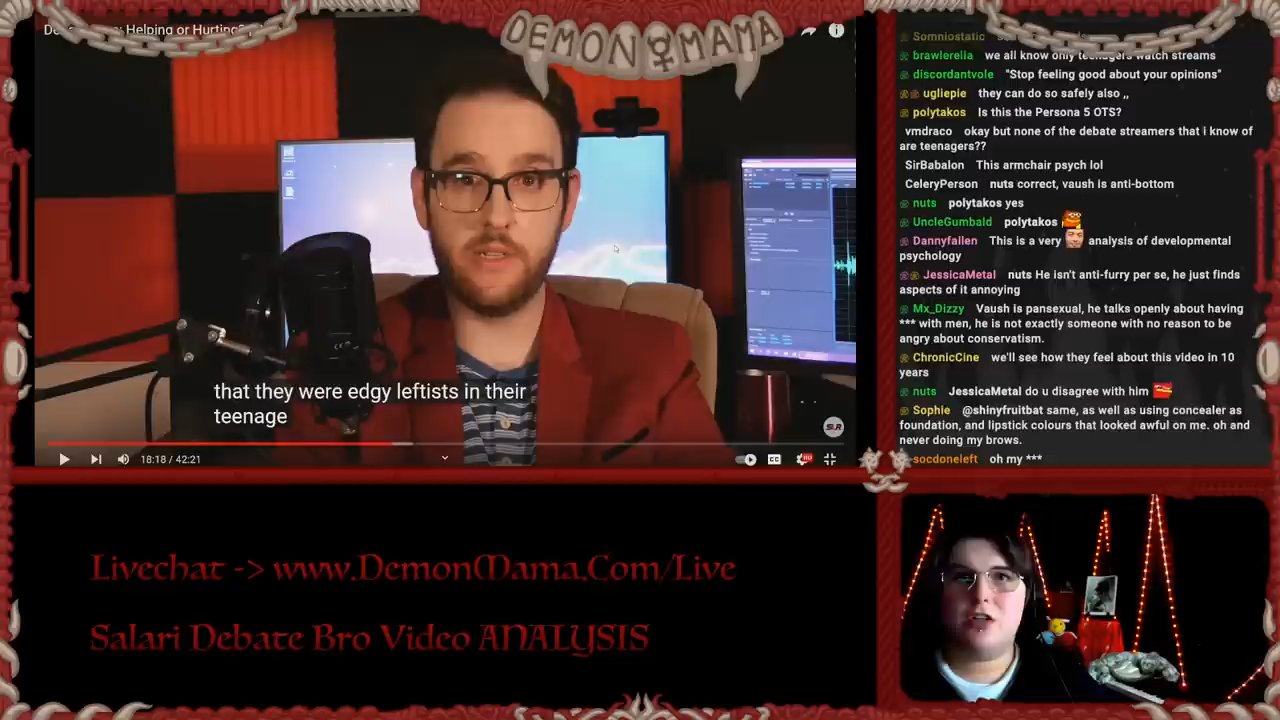 De
Helping or Hurting?
DEMON MAMA
that they were edgy leftists in their
teenage
SLR
18:18 / 42:21
CC
HD
Somniostatic
brawlerella we all know only teenagers watch streams
discordantvole "Stop feeling good about your opinions"
ugliepie they can do so safely also ,,
polytakos Is this the Persona 5 OTS?
vmdraco okay but none of the debate streamers that i know of
are teenagers??
SirBabalon This armchair psych lol
CeleryPerson nuts correct, vaush is anti-bottom
nuts polytakos yes
UncleGumbald polytakos
Dannyfallen This is a very analysis of developmental
psychology
JessicaMetal nuts He isn't anti-furry per se, he just finds
aspects of it annoying
Mx_Dizzy Vaush is pansexual, he talks openly about having
*** with men, he is not exactly someone with no reason to be
angry about conservatism.
ChronicCine we'll see how they feel about this video in 10
years
nuts JessicaMetal do u disagree with him
Sophie @shinyfruitbat same, as well as using concealer as
foundation, and lipstick colours that looked awful on me. oh and
never doing my brows.
socdoneleft oh my ***
Livechat -> www.DemonMama.Com/Live
Salari Debate Bro Video ANALYSIS